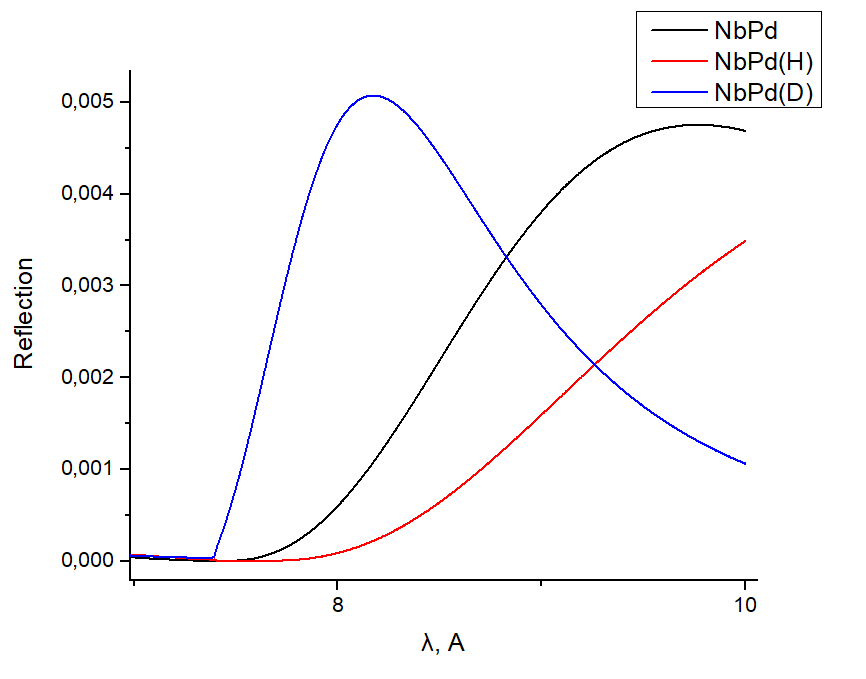 NbPd
NbPd(H)
NbPd(D)
0,005
0,004
0,003
0,002
0,001
0,000
Reflection
8
10
λ, A